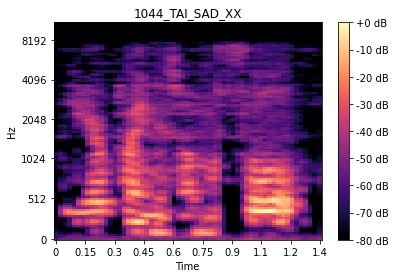 1044_TAI_SAD_XX
+0 dB
8192
-10 dB
4096
-20 dB
-30 dB
2048
Hz
-40 dB
1024
-50 dB
512
-60 dB
-70 dB
0
-80 dB
0 0.15 0.3 0.45 0.6 0.75 0.9 1.1 1.2 1.4
Time